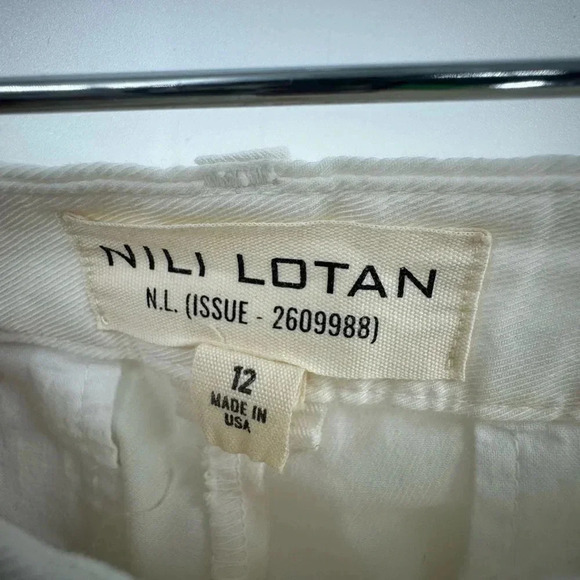 NILI LOTAN
N.L. (ISSUE - 2609988)
12
MADE IN
USA